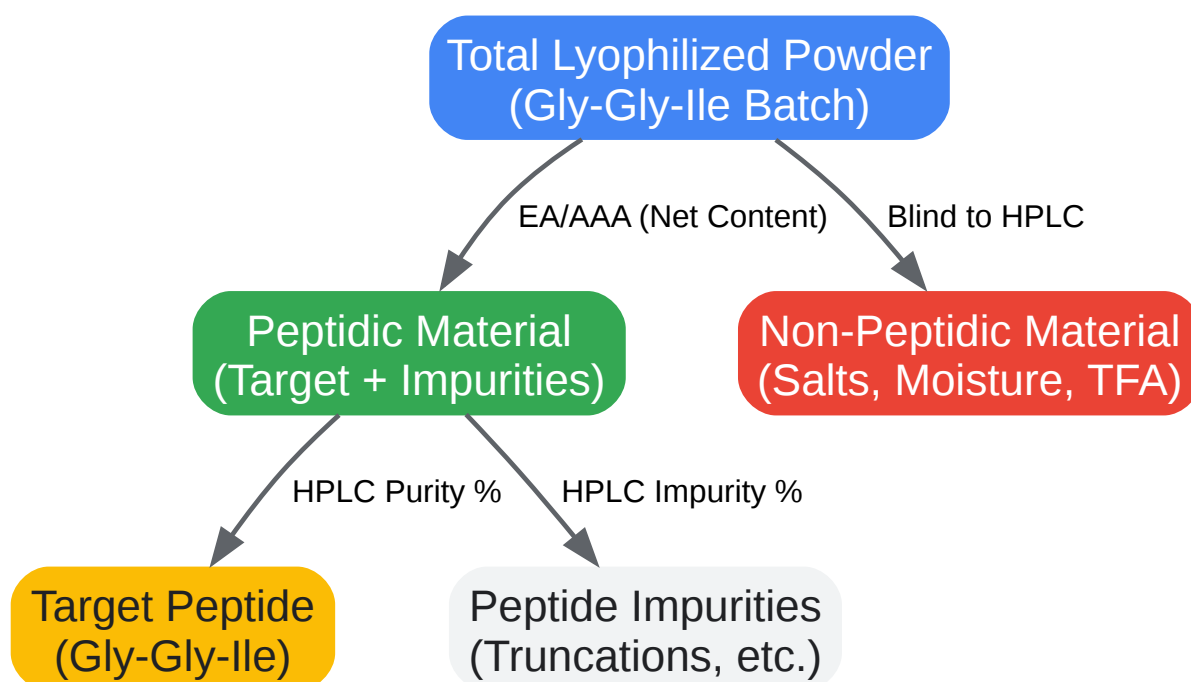 Total Lyophilized Powder
(Gly-Gly-Ile Batch)
EA/AAA (Net Content)
Blind to HPLC
Peptidic Material
(Target + Impurities)
Non-Peptidic Material
(Salts, Moisture, TFA)
HPLC Purity %
HPLC Impurity %
Target Peptide
(Gly-Gly-Ile)
Peptide Impurities
(Truncations, etc.)